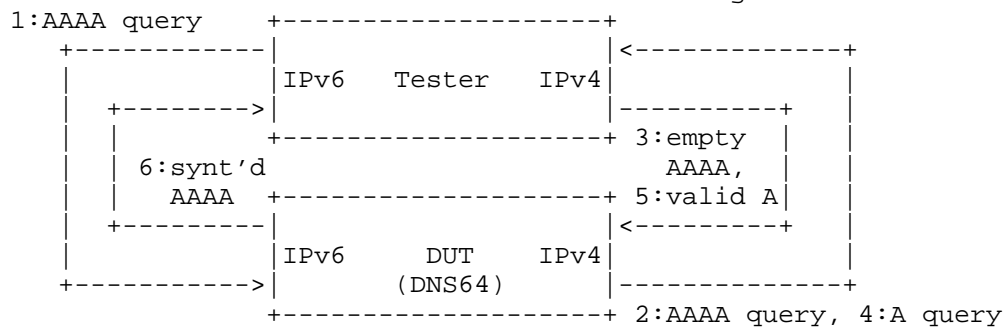 1:AAAA query
IPv6 Tester IPv4
3:empty
6:synt'd AAAA,
AAAA 5:valid A
IPv6 DUT IPv4
(DNS64)
2:AAAA query, 4:A query